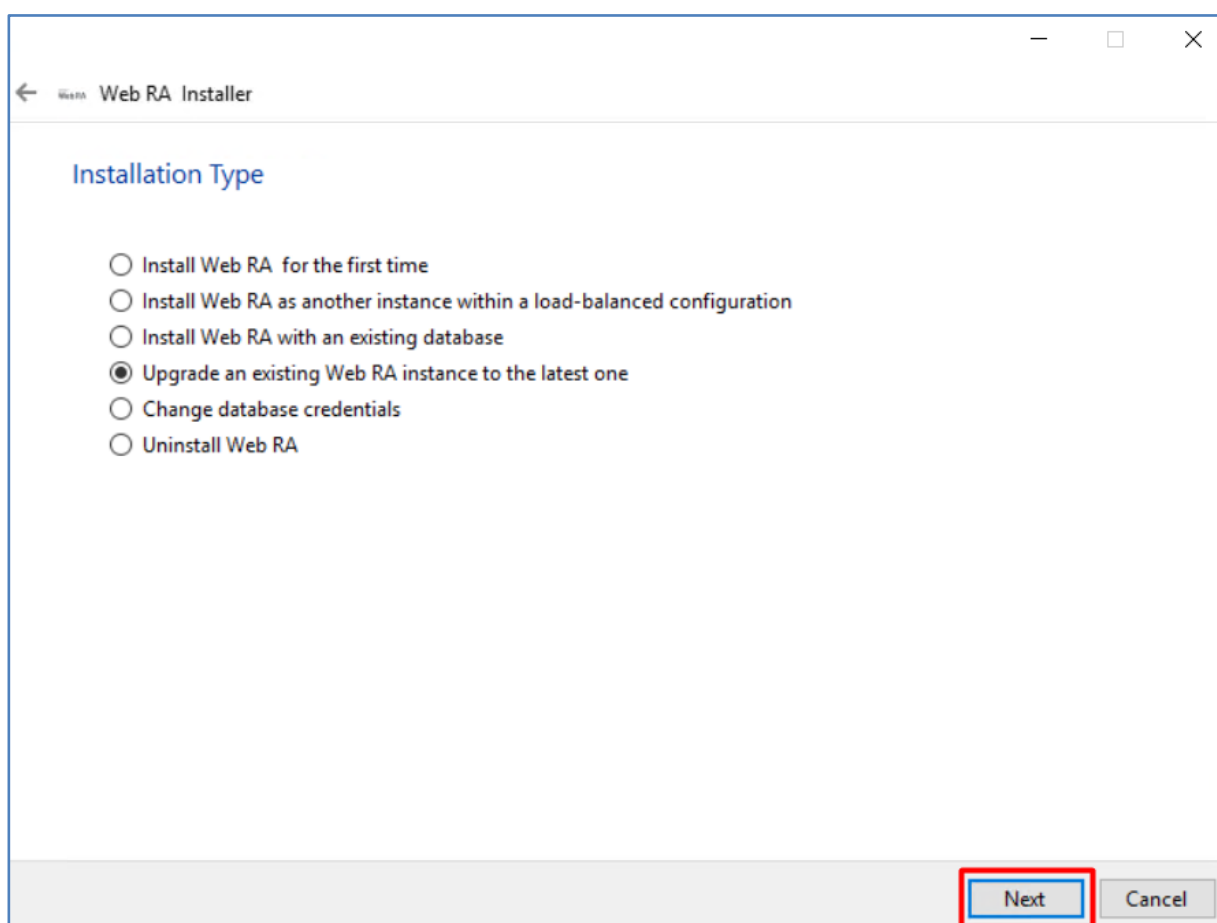 Web RA Installer
Installation Type
Install Web RA for the first time
Install Web RA as another instance within a load-balanced configuration
Install Web RA with an existing database
Upgrade an existing Web RA instance to the latest one
Change database credentials
Uninstall Web RA
Next Cancel